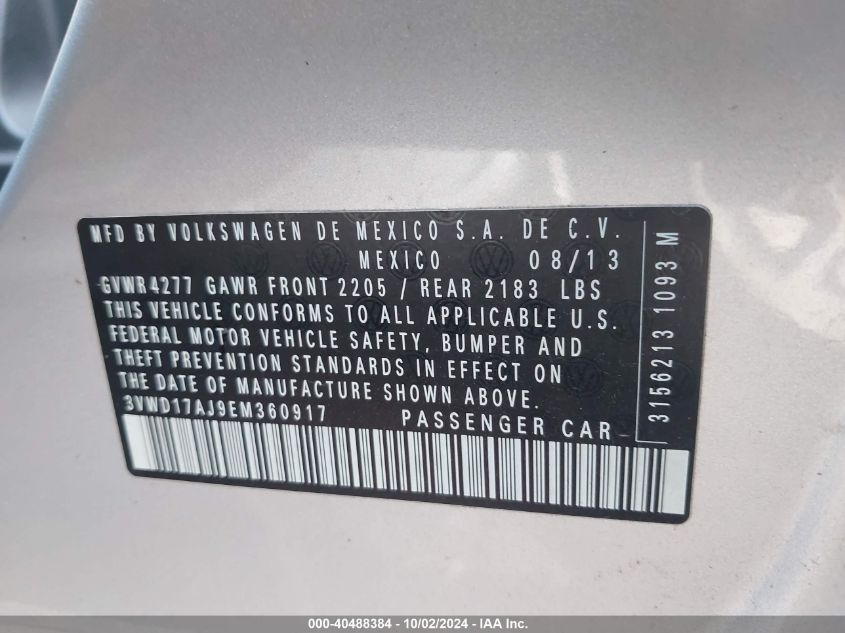 MFD BY VOLKSWAGEN DE MEXICO S.A. DE C.V.
MEXICO 08/13
GVWR 4277 GAWR FRONT 2205 / REAR 2183 LBS
THIS VEHICLE CONFORMS TO ALL APPLICABLE U.S.
FEDERAL MOTOR VEHICLE SAFETY, BUMPER AND
THEFT PREVENTION STANDARDS IN EFFECT ON
THE DATE OF MANUFACTURE SHOWN ABOVE.
3VWD17AJ9EM360917 PASSENGER CAR
3156213 1093 M
000-40488384 - 10/02/2024 - IAA Inc.